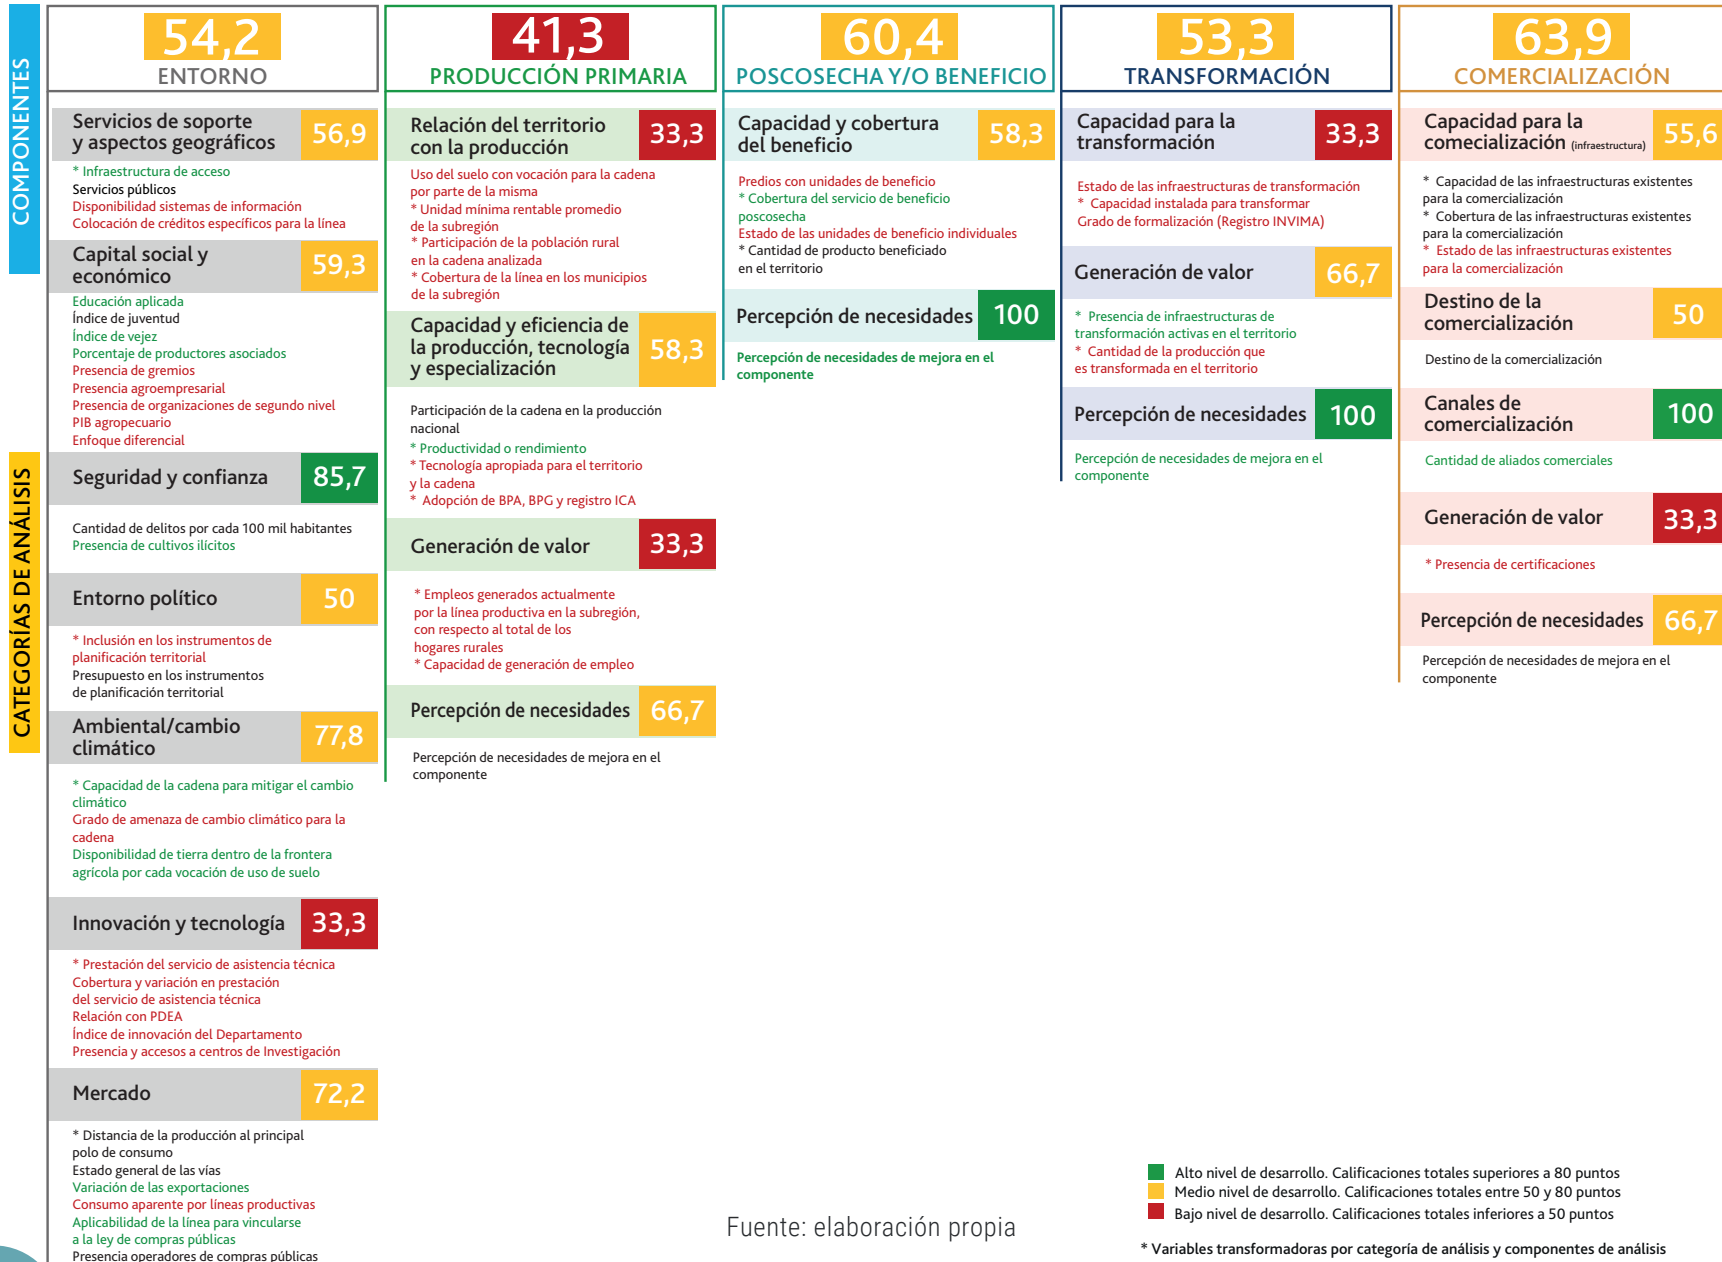 COMPONENTES
CATEGORÍAS DE ANÁLISIS
54,2
ENTORNO
Servicios de soporte
y aspectos geográficos
56,9
* Infraestructura de acceso
Servicios públicos
Disponibilidad sistemas de información
Colocación de créditos específicos para la línea
Capital social y
económico
59,3
Educación aplicada
Índice de juventud
Índice de vejez
Porcentaje de productores asociados
Presencia de gremios
Presencia agroempresarial
Presencia de organizaciones de segundo nivel
PIB agropecuario
Enfoque diferencial
Seguridad y confianza
85,7
Cantidad de delitos por cada 100 mil habitantes
Presencia de cultivos ilícitos
Entorno político
50
* Inclusión en los instrumentos de
planificación territorial
Presupuesto en los instrumentos
de planificación territorial
Ambiental/cambio
climático
77,8
* Capacidad de la cadena para mitigar el cambio
climático
Grado de amenaza de cambio climático para la
cadena
Disponibilidad de tierra dentro de la frontera
agrícola por cada vocación de uso de suelo
Innovación y tecnología
33,3
* Prestación del servicio de asistencia técnica
Cobertura y variación en prestación
del servicio de asistencia técnica
Relación con PDEA
Índice de innovación del Departamento
Presencia y accesos a centros de Investigación
Mercado
72,2
* Distancia de la producción al principal
polo de consumo
Estado general de las vías
Variación de las exportaciones
Consumo aparente por líneas productivas
Aplicabilidad de la línea para vincularse
a la ley de compras públicas
Presencia operadores de compras públicas
41,3
PRODUCCIÓN PRIMARIA
Relación del territorio
con la producción
33,3
Uso del suelo con vocación para la cadena
por parte de la misma
* Unidad mínima rentable promedio
de la subregión
* Participación de la población rural
en la cadena analizada
* Cobertura de la línea en los municipios
de la subregión
Capacidad y eficiencia de
la producción, tecnología
y especialización
58,3
Participación de la cadena en la producción
nacional
* Productividad o rendimiento
* Tecnología apropiada para el territorio
y la cadena
* Adopción de BPA, BPG y registro ICA
Generación de valor
33,3
* Empleos generados actualmente
por la línea productiva en la subregión,
con respecto al total de los
hogares rurales
* Capacidad de generación de empleo
Percepción de necesidades
66,7
Percepción de necesidades de mejora en el
componente
60,4
POSCOSECHA Y/O BENEFICIO
Capacidad y cobertura
del beneficio
58,3
Predios con unidades de beneficio
* Cobertura del servicio de beneficio
poscosecha
Estado de las unidades de beneficio individuales
* Cantidad de producto beneficiado
en el territorio
Percepción de necesidades
100
Percepción de necesidades de mejora en el
componente
53,3
TRANSFORMACIÓN
Capacidad para la
transformación
33,3
Estado de las infraestructuras de transformación
* Capacidad instalada para transformar
Grado de formalización (Registro INVIMA)
Generación de valor
66,7
* Presencia de infraestructuras de
transformación activas en el territorio
* Cantidad de la producción que
es transformada en el territorio
Percepción de necesidades
100
Percepción de necesidades de mejora en el
componente
63,9
COMERCIALIZACIÓN
Capacidad para la
comecialización (infraestructura)
55,6
* Capacidad de las infraestructuras existentes
para la comercialización
* Cobertura de las infraestructuras existentes
para la comercialización
* Estado de las infraestructuras existentes
para la comercialización
Destino de la
comercialización
50
Destino de la comercialización
Canales de
comercialización
100
Cantidad de aliados comerciales
Generación de valor
33,3
* Presencia de certificaciones
Percepción de necesidades
66,7
Percepción de necesidades de mejora en el
componente
Fuente: elaboración propia
Alto nivel de desarrollo. Calificaciones totales superiores a 80 puntos
Medio nivel de desarrollo. Calificaciones totales entre 50 y 80 puntos
Bajo nivel de desarrollo. Calificaciones totales inferiores a 50 puntos
* Variables transformadoras por categoría de análisis y componentes de análisis